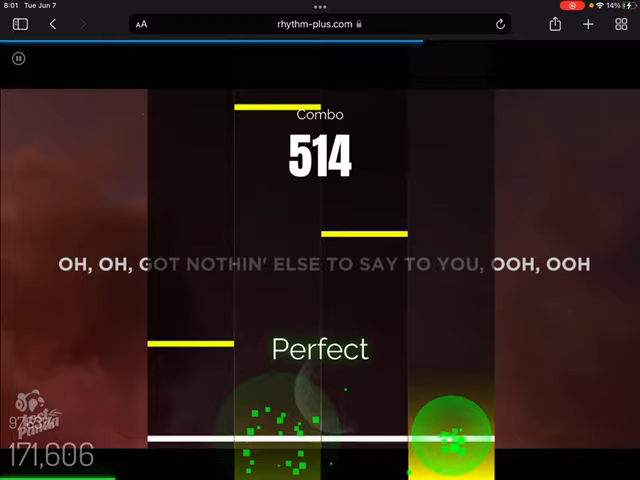 8:01 Tue Jun 7
AA rhythm-plus.com 14%
Combo
514
OH, OH, GOT NOTHIN' ELSE TO SAY TO YOU, OOH, OOH
Perfect
Panda
171,606